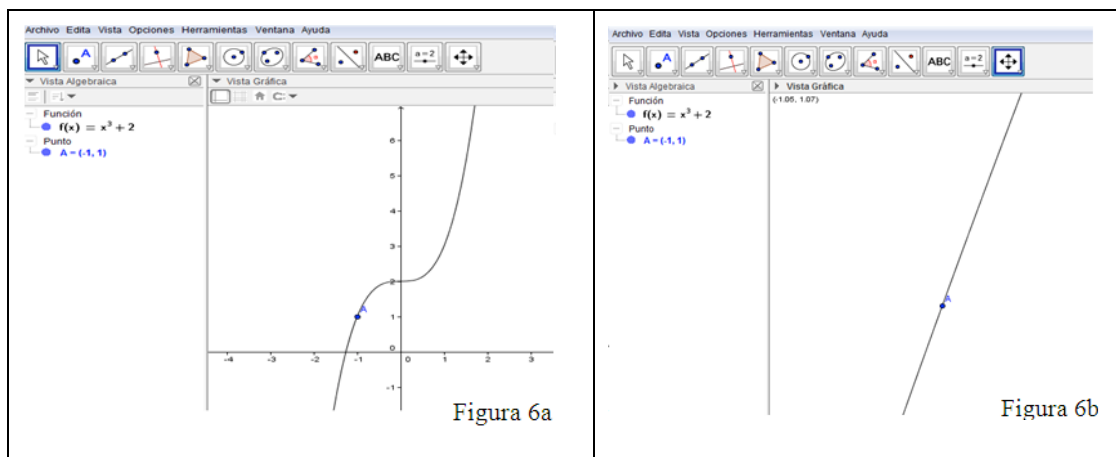 Archivo Edita Vista Opciones Herramientas Ventana Ayuda
A
ABC
a=2
Vista Algebraica
Vista Gráfica
Función
f(x) = x³ + 2
Punto
A = (-1, 1)
6
5
4
3
2
1
0
-1
-4 -3 -2 -1 0 1 2 3
A
Figura 6a
Archivo Edita Vista Opciones Herramientas Ventana Ayuda
A
ABC
a=2
Vista Algebraica
Vista Gráfica
Función
f(x) = x³ + 2
Punto
A = (-1, 1)
(-1.05, 1.07)
A
Figura 6b